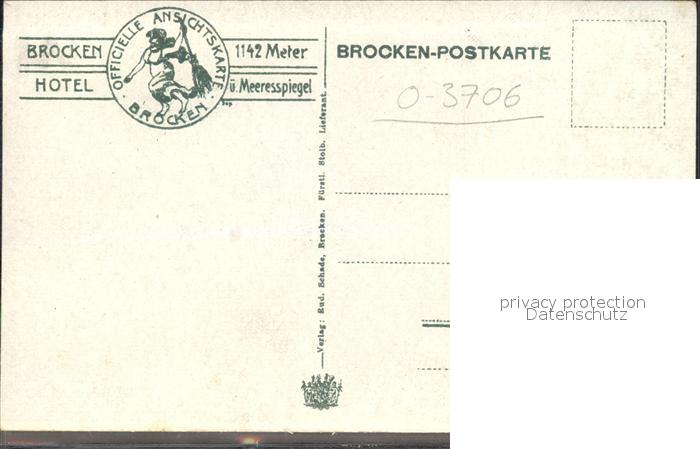 BROCKEN
HOTEL
OFFICIELLE ANSICHTSKARTE
BROCKEN
1142 Meter
ü. Meeresspiegel
BROCKEN-POSTKARTE
O-3706
Verlag: Rud. Schade, Brocken. Fürstl. Stolb. Lieferant.
privacy protection
Datenschutz